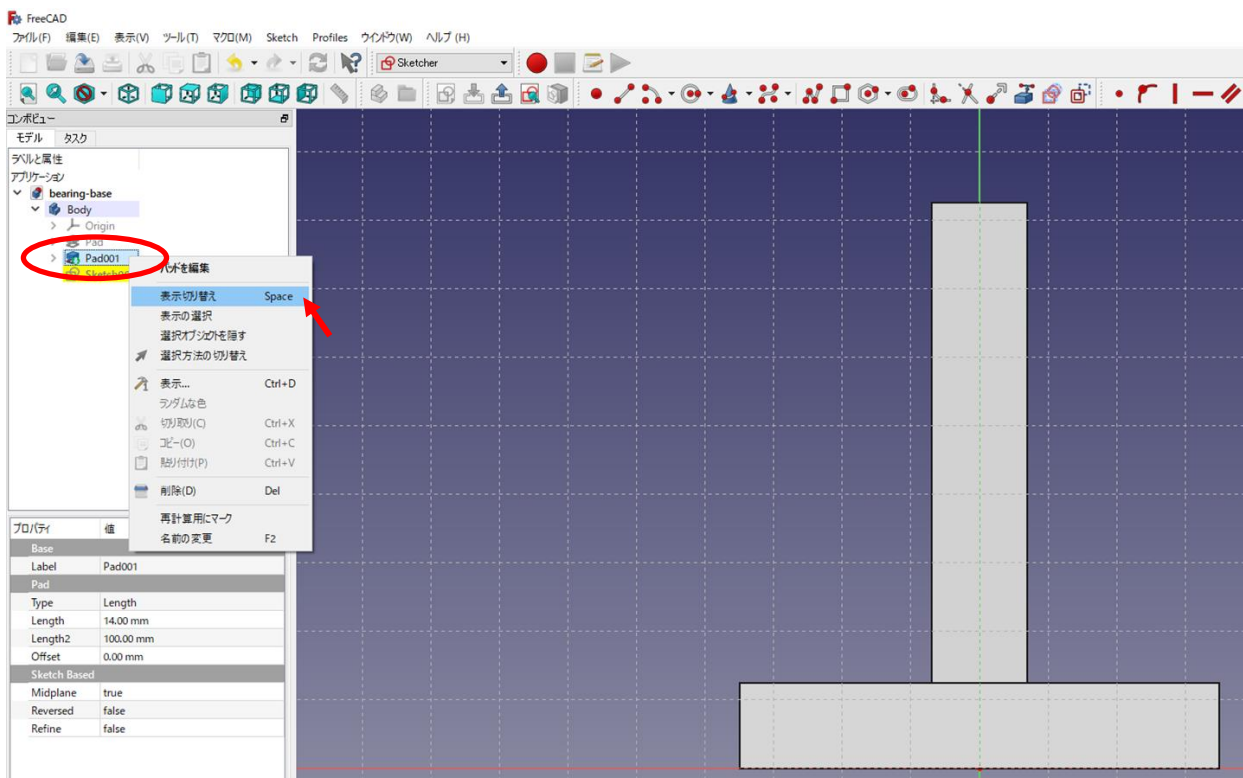 FreeCAD
ファイル(F) 編集(E) 表示(V) ツール(T) マクロ(M) Sketch Profiles ウインドウ(W) ヘルプ (H)
Sketcher
コンボビュー
モデル タスク
ラベルと属性
アプリケーション
bearing-base
Body
Origin
Pad
Pad001
パッドを編集
表示切り替え Space
表示の選択
選択オブジェクトを隠す
選択方法の切り替え
表示... Ctrl+D
ランダムな色
切り取り(C) Ctrl+X
コピー(O) Ctrl+C
貼り付け(P) Ctrl+V
削除(D) Del
再計算用にマーク
名前の変更 F2
プロパティ 値
Base
Label Pad001
Pad
Type Length
Length 14.00 mm
Length2 100.00 mm
Offset 0.00 mm
Sketch Based
Midplane true
Reversed false
Refine false